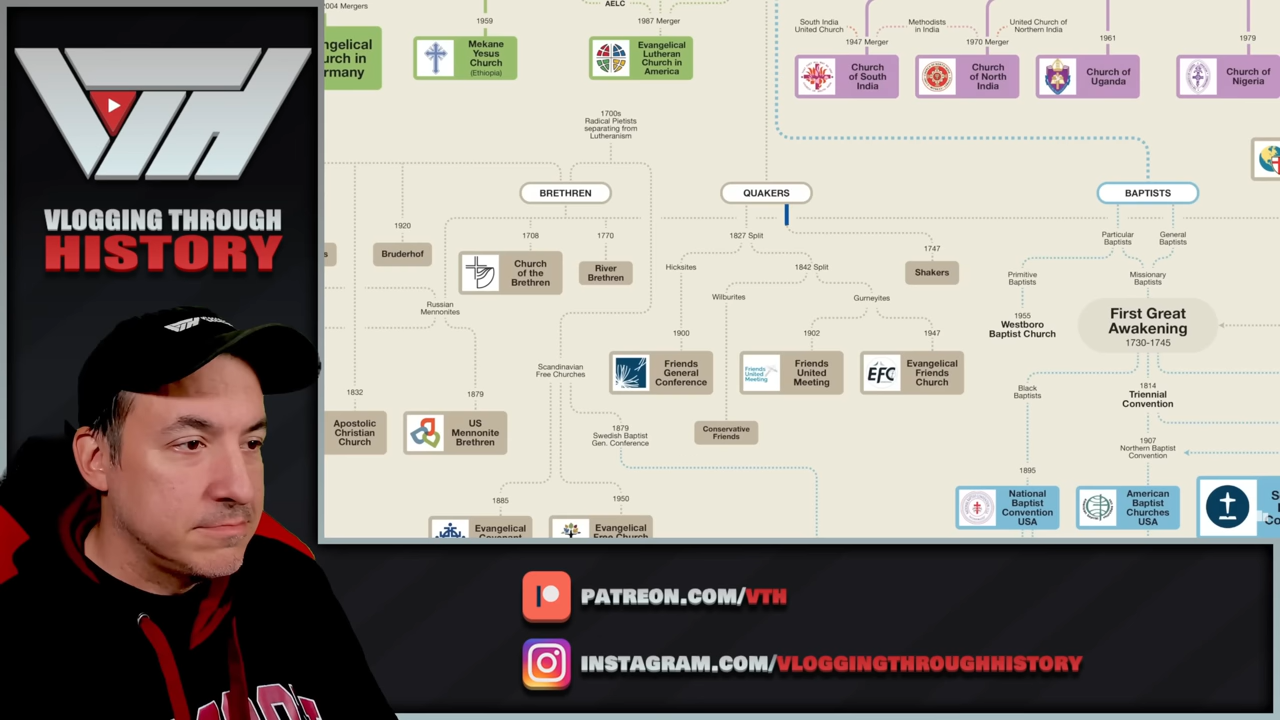 VTH
VLOGGING THROUGH
HISTORY
2004 Mergers
1959
Mekane
Yesus
Church
(Ethiopia)
AELC
1987 Merger
Evangelical
Lutheran
Church in
America
South India
United Church
1947 Merger
Methodists
in India
1970 Merger
United Church of
Northern India
1961
1979
Church
of South
India
Church
of North
India
Church of
Uganda
Church of
Nigeria
1700s
Radical Pietists
separating from
Lutheranism
BRETHREN
QUAKERS
BAPTISTS
1920
Bruderhof
1708
Church
of the
Brethren
1770
River
Brethren
1827 Split
Hicksites
1842 Split
Wilburites
Gurneyites
1747
Shakers
Particular
Baptists
General
Baptists
Primitive
Baptists
Missionary
Baptists
1955
Westboro
Baptist Church
First Great
Awakening
1730-1745
Russian
Mennonites
1900
Friends
General
Conference
1902
Friends
United
Meeting
Friends
United
Meeting
1947
EFC
Evangelical
Friends
Church
Scandinavian
Free Churches
1832
Apostolic
Christian
Church
1879
US
Mennonite
Brethren
1879
Swedish Baptist
Gen. Conference
Conservative
Friends
Black
Baptists
1814
Triennial
Convention
1907
Northern Baptist
Convention
1895
National
Baptist
Convention
USA
American
Baptist
Churches
USA
1885
Evangelical
Covenant
1950
Evangelical
Free Church
PATREON.COM/VTH
INSTAGRAM.COM/VLOGGINGTHROUGHHISTORY